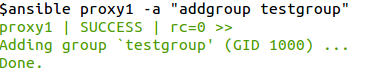 $ansible proxy1 -a "addgroup testgroup"
proxy1 | SUCCESS | rc=0 >>
Adding group `testgroup' (GID 1000) ...
Done.